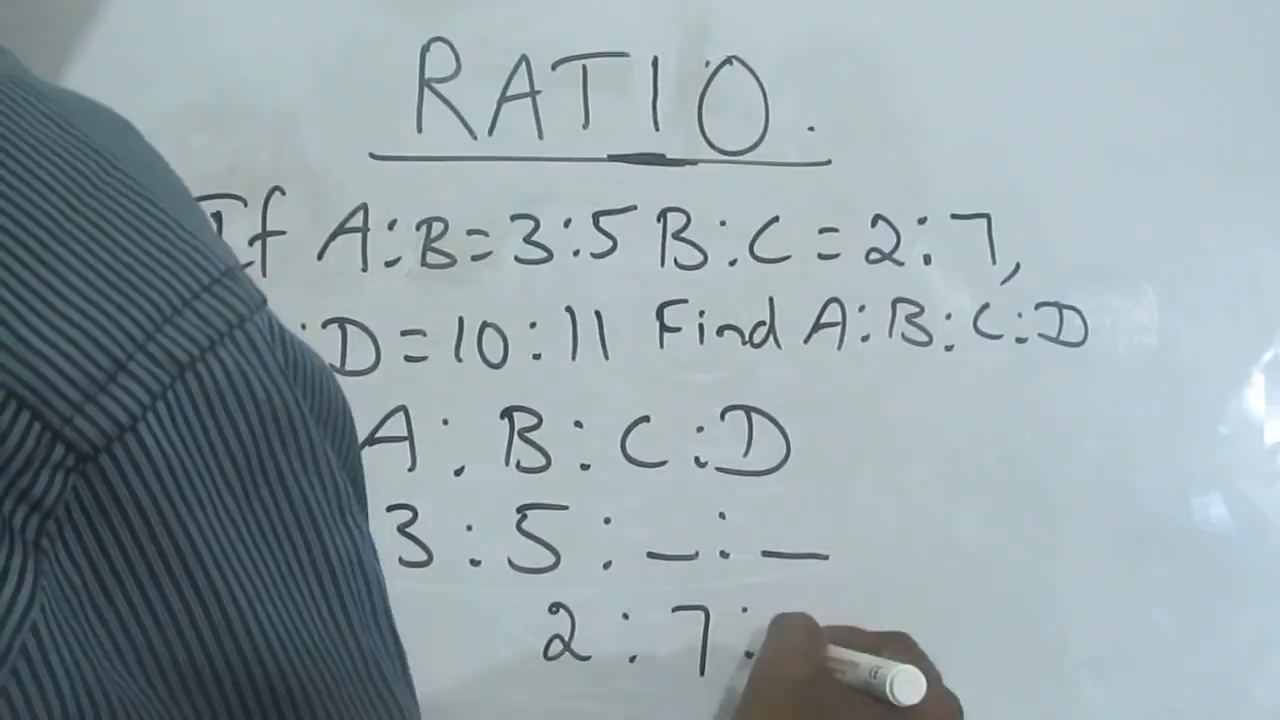 RATIO.
If A:B=3:5 B:C=2:7,
:D=10:11 Find A:B:C:D
A:B:C:D
3:5:_:_
2:7: